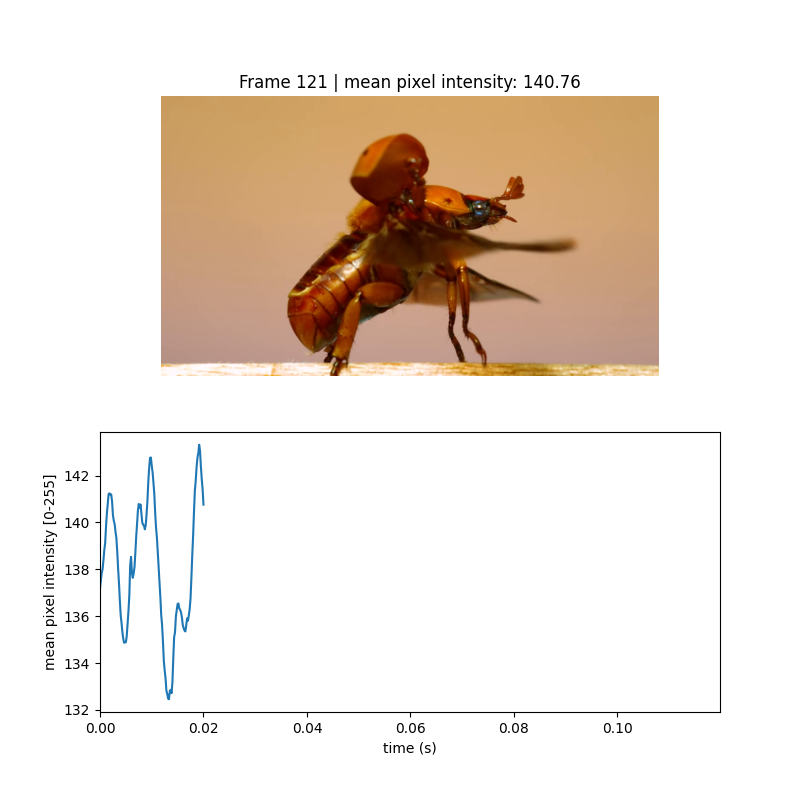 Frame 121 | mean pixel intensity: 140.76
mean pixel intensity [0-255]
142
140
138
136
134
132
0.00 0.02 0.04 0.06 0.08 0.10
time (s)